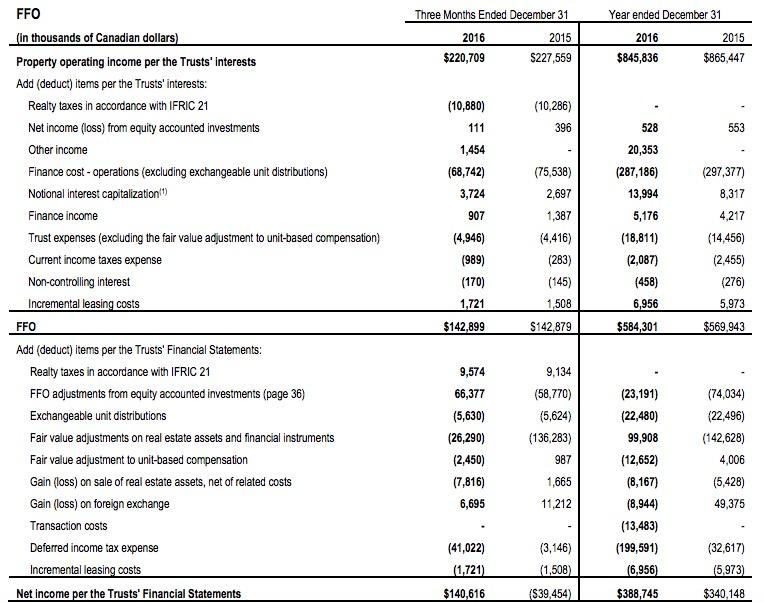 FFO Three Months Ended December 31 Year ended December 31
(in thousands of Canadian dollars) 2016 2015 2016 2015
Property operating income per the Trusts' interests $220,709 $227,559 $845,836 $865,447
Add (deduct) items per the Trusts' interests:
Realty taxes in accordance with IFRIC 21 (10,880) (10,286) - -
Net income (loss) from equity accounted investments 111 396 528 553
Other income 1,454 - 20,353 -
Finance cost - operations (excluding exchangeable unit distributions) (68,742) (75,538) (287,186) (297,377)
Notional interest capitalization(1) 3,724 2,697 13,994 8,317
Finance income 907 1,387 5,176 4,217
Trust expenses (excluding the fair value adjustment to unit-based compensation) (4,946) (4,416) (18,811) (14,456)
Current income taxes expense (989) (283) (2,087) (2,455)
Non-controlling interest (170) (145) (458) (276)
Incremental leasing costs 1,721 1,508 6,956 5,973
FFO $142,899 $142,879 $584,301 $569,943
Add (deduct) items per the Trusts' Financial Statements:
Realty taxes in accordance with IFRIC 21 9,574 9,134 - -
FFO adjustments from equity accounted investments (page 36) 66,377 (58,770) (23,191) (74,034)
Exchangeable unit distributions (5,630) (5,624) (22,480) (22,496)
Fair value adjustments on real estate assets and financial instruments (26,290) (136,283) 99,908 (142,628)
Fair value adjustment to unit-based compensation (2,450) 987 (12,652) 4,006
Gain (loss) on sale of real estate assets, net of related costs (7,816) 1,665 (8,167) (5,428)
Gain (loss) on foreign exchange 6,695 11,212 (8,944) 49,375
Transaction costs - - (13,483) -
Deferred income tax expense (41,022) (3,146) (199,591) (32,617)
Incremental leasing costs (1,721) (1,508) (6,956) (5,973)
Net income per the Trusts' Financial Statements $140,616 ($39,454) $388,745 $340,148